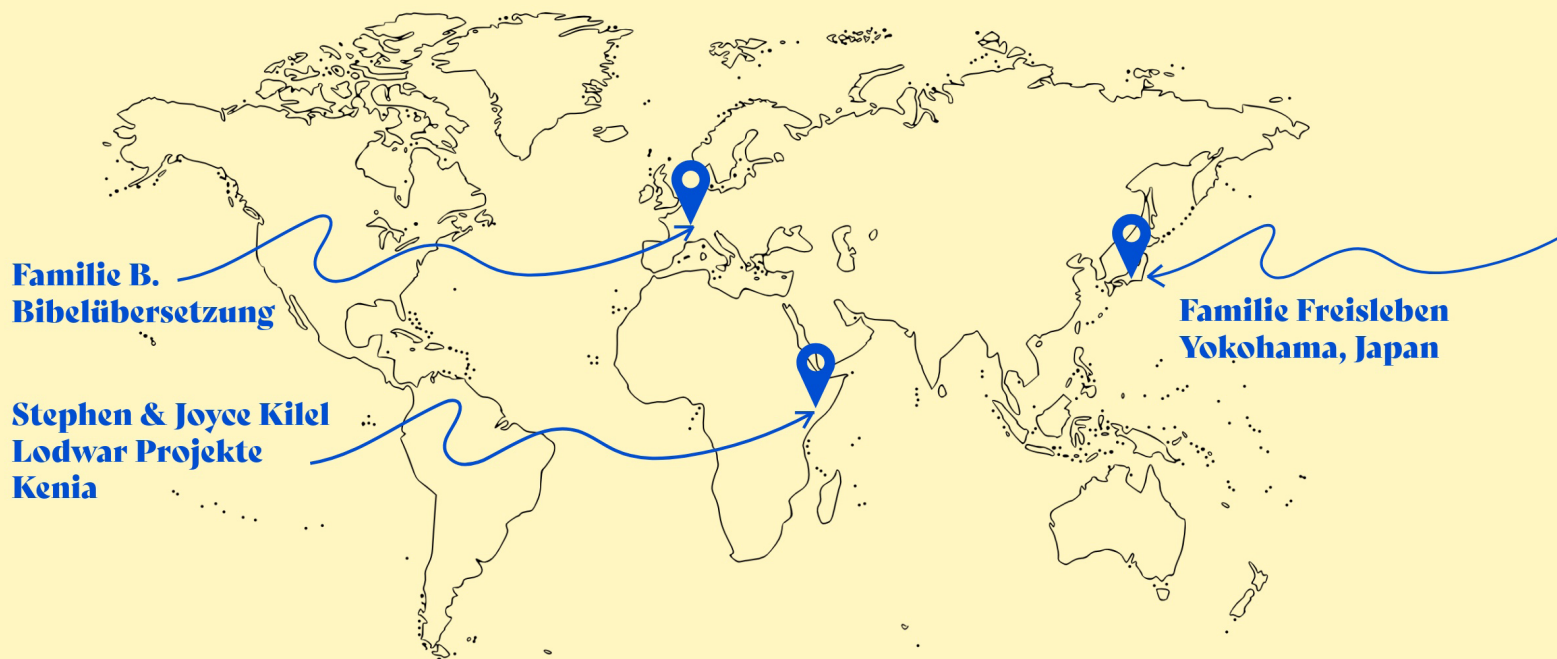 Familie B.
Bibelübersetzung
Stephen & Joyce Kilel
Lodwar Projekte
Kenia
Familie Freisleben
Yokohama, Japan